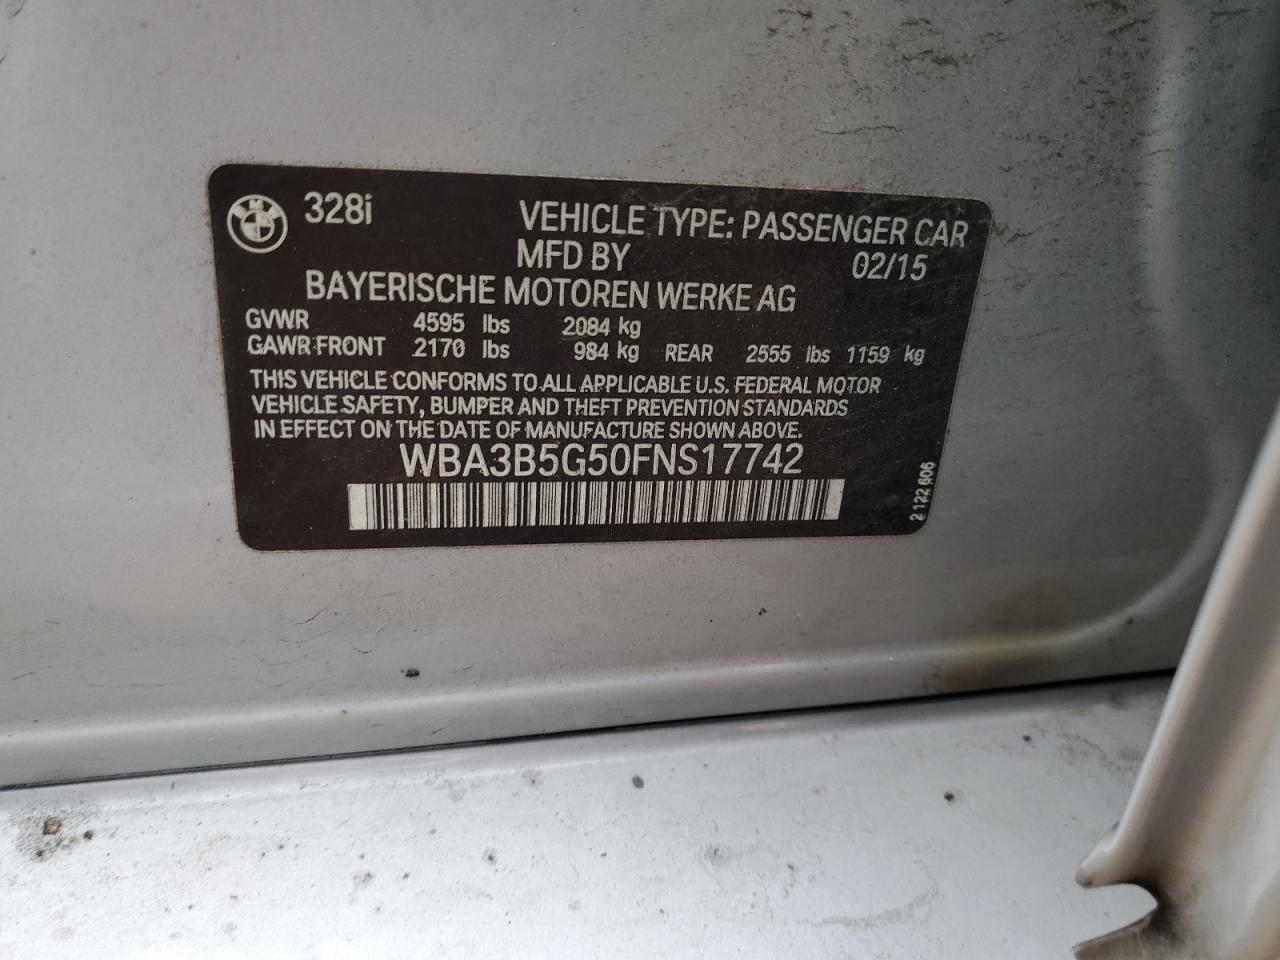 328i VEHICLE TYPE: PASSENGER CAR
MFD BY 02/15
BAYERISCHE MOTOREN WERKE AG
GVWR 4595 lbs 2084 kg
GAWR FRONT 2170 lbs 984 kg REAR 2555 lbs 1159 kg
THIS VEHICLE CONFORMS TO ALL APPLICABLE U.S. FEDERAL MOTOR
VEHICLE SAFETY, BUMPER AND THEFT PREVENTION STANDARDS
IN EFFECT ON THE DATE OF MANUFACTURE SHOWN ABOVE.
WBA3B5G50FNS17742
2 122 606
BMW